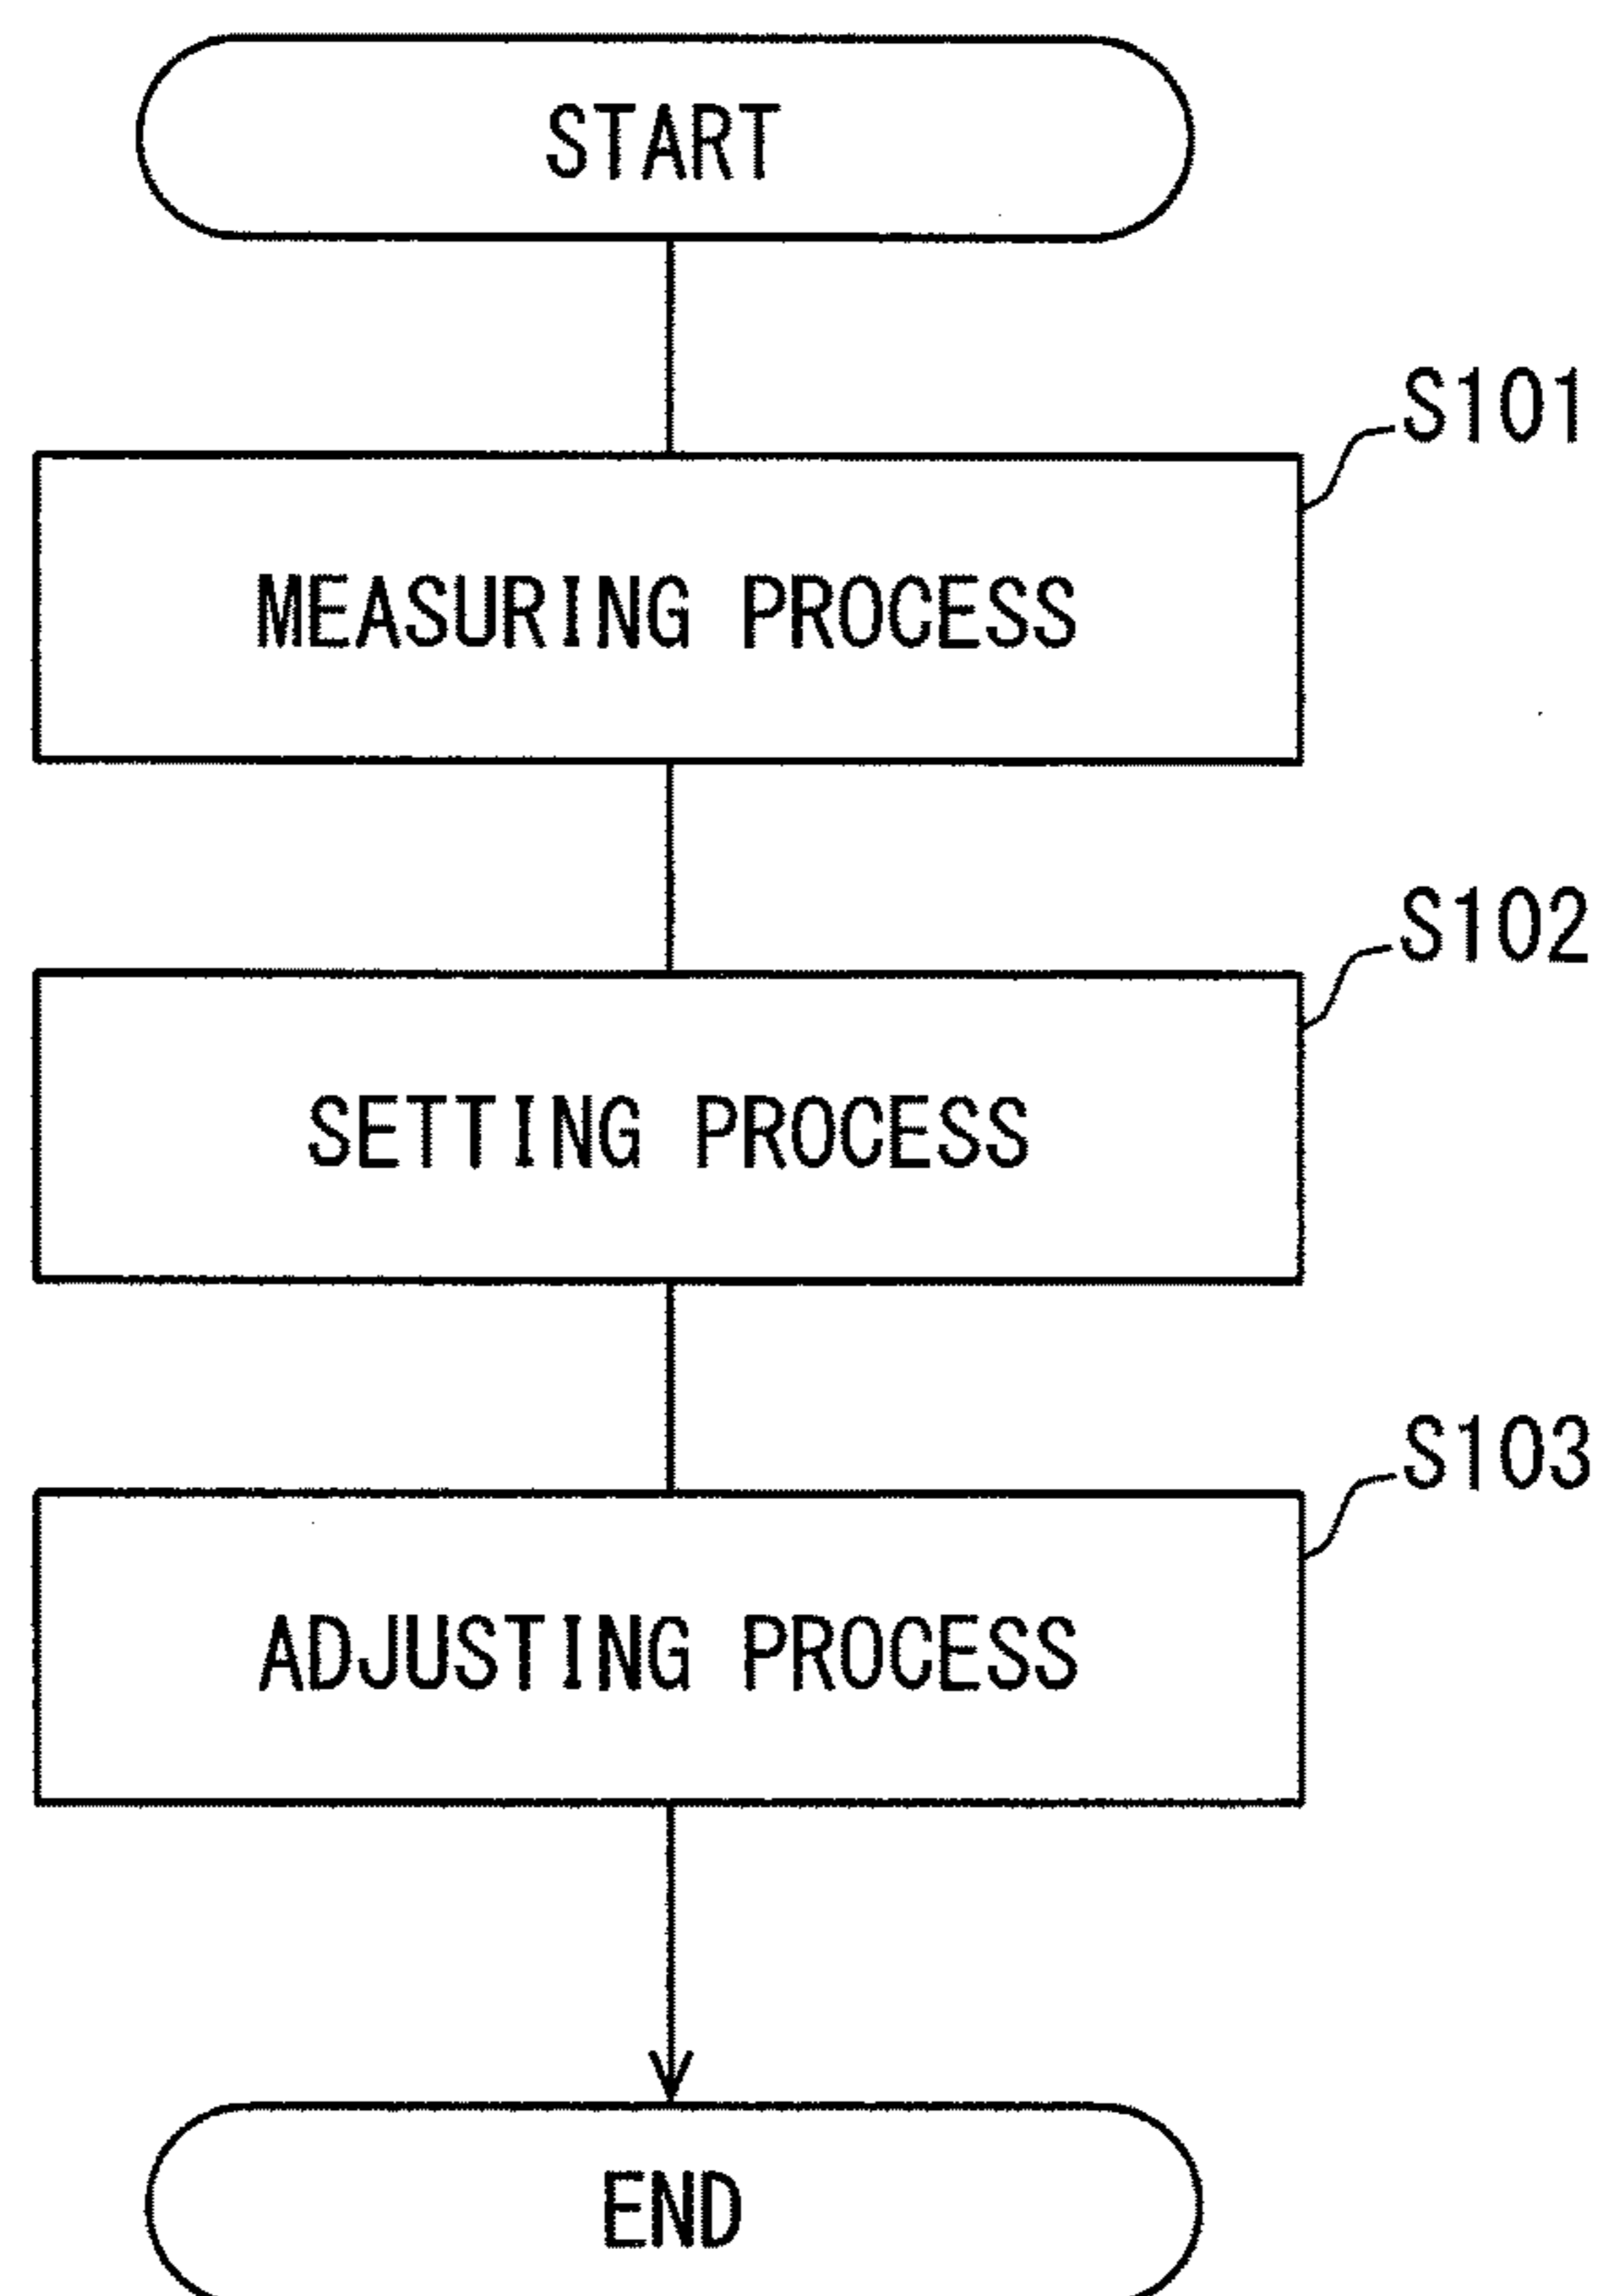 START
S101
MEASURING PROCESS
S102
SETTING PROCESS
S103
ADJUSTING PROCESS
END